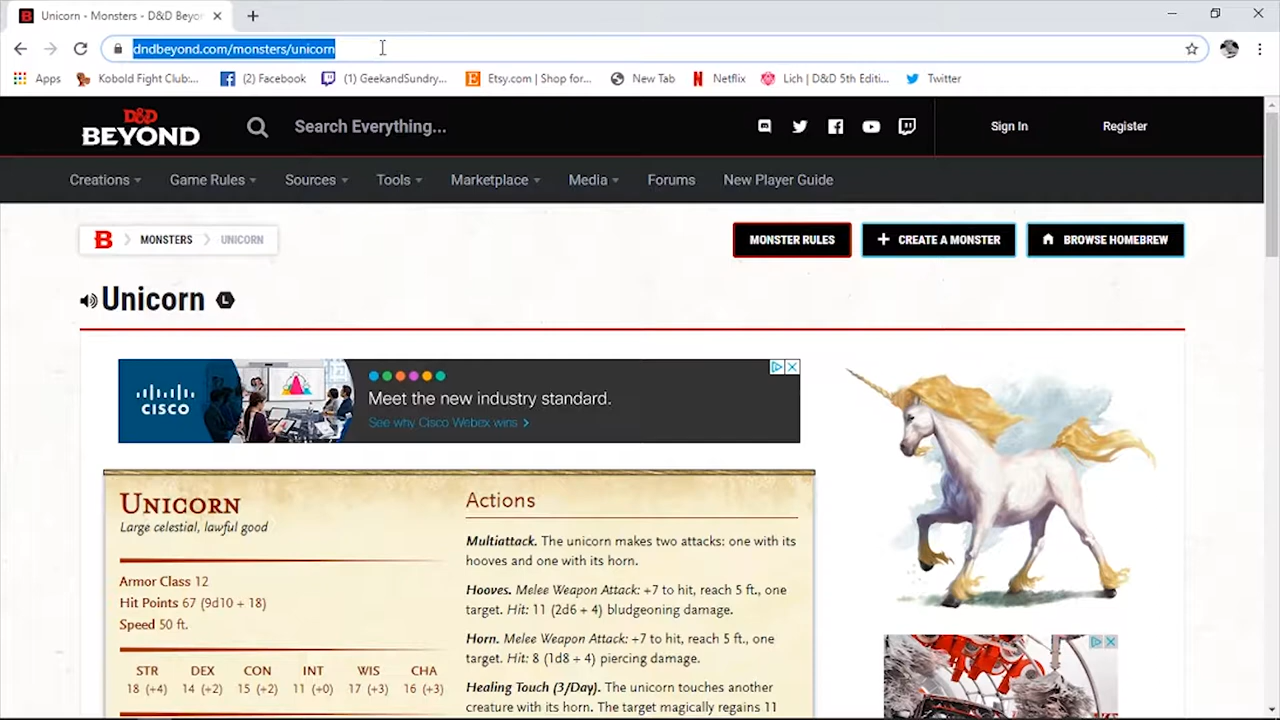 Unicorn - Monsters - D&D Beyo
dndbeyond.com/monsters/unicorn
Apps
Kobold Fight Club:...
(2) Facebook
(1) GeekandSundry...
Etsy.com | Shop for...
New Tab
Netflix
Lich | D&D 5th Editi...
Twitter
D&D
BEYOND
Search Everything...
Sign In
Register
Creations
Game Rules
Sources
Tools
Marketplace
Media
Forums
New Player Guide
MONSTERS
UNICORN
MONSTER RULES
+ CREATE A MONSTER
BROWSE HOMEBREW
Unicorn L
CISCO
Meet the new industry standard.
See why Cisco Webex wins >
UNICORN
Large celestial, lawful good
Armor Class 12
Hit Points 67 (9d10 + 18)
Speed 50 ft.
STR DEX CON INT WIS CHA
18 (+4) 14 (+2) 15 (+2) 11 (+0) 17 (+3) 16 (+3)
Actions
Multiattack. The unicorn makes two attacks: one with its
hooves and one with its horn.
Hooves. Melee Weapon Attack: +7 to hit, reach 5 ft., one
target. Hit: 11 (2d6 + 4) bludgeoning damage.
Horn. Melee Weapon Attack: +7 to hit, reach 5 ft., one
target. Hit: 8 (1d8 + 4) piercing damage.
Healing Touch (3/Day). The unicorn touches another
creature with its horn. The target magically regains 11